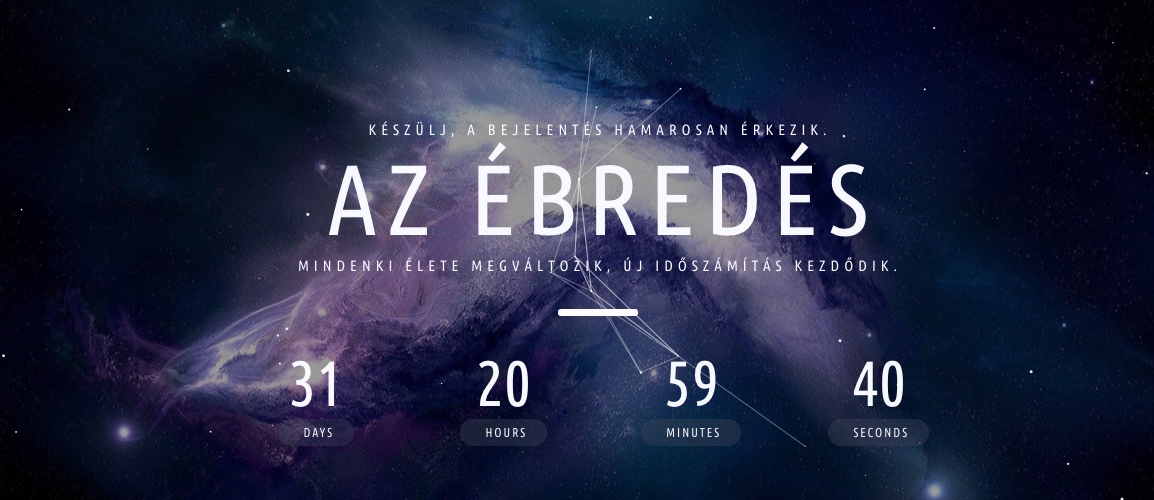 KÉSZÜLJ, A BEJELENTÉS HAMAROSAN ÉRKEZIK.
AZ ÉBREDÉS
MINDENKI ÉLETE MEGVÁLTOZIK, ÚJ IDŐSZÁMÍTÁS KEZDŐDIK.
31 20 59 40
DAYS HOURS MINUTES SECONDS